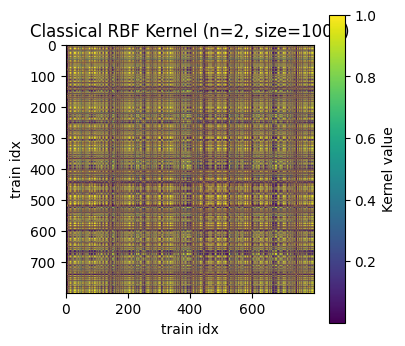 Classical RBF Kernel (n=2, size=100 )
0
100
200
300
400
500
600
700
train idx
0 200 400 600
train idx
1.0
0.8
0.6
0.4
0.2
Kernel value